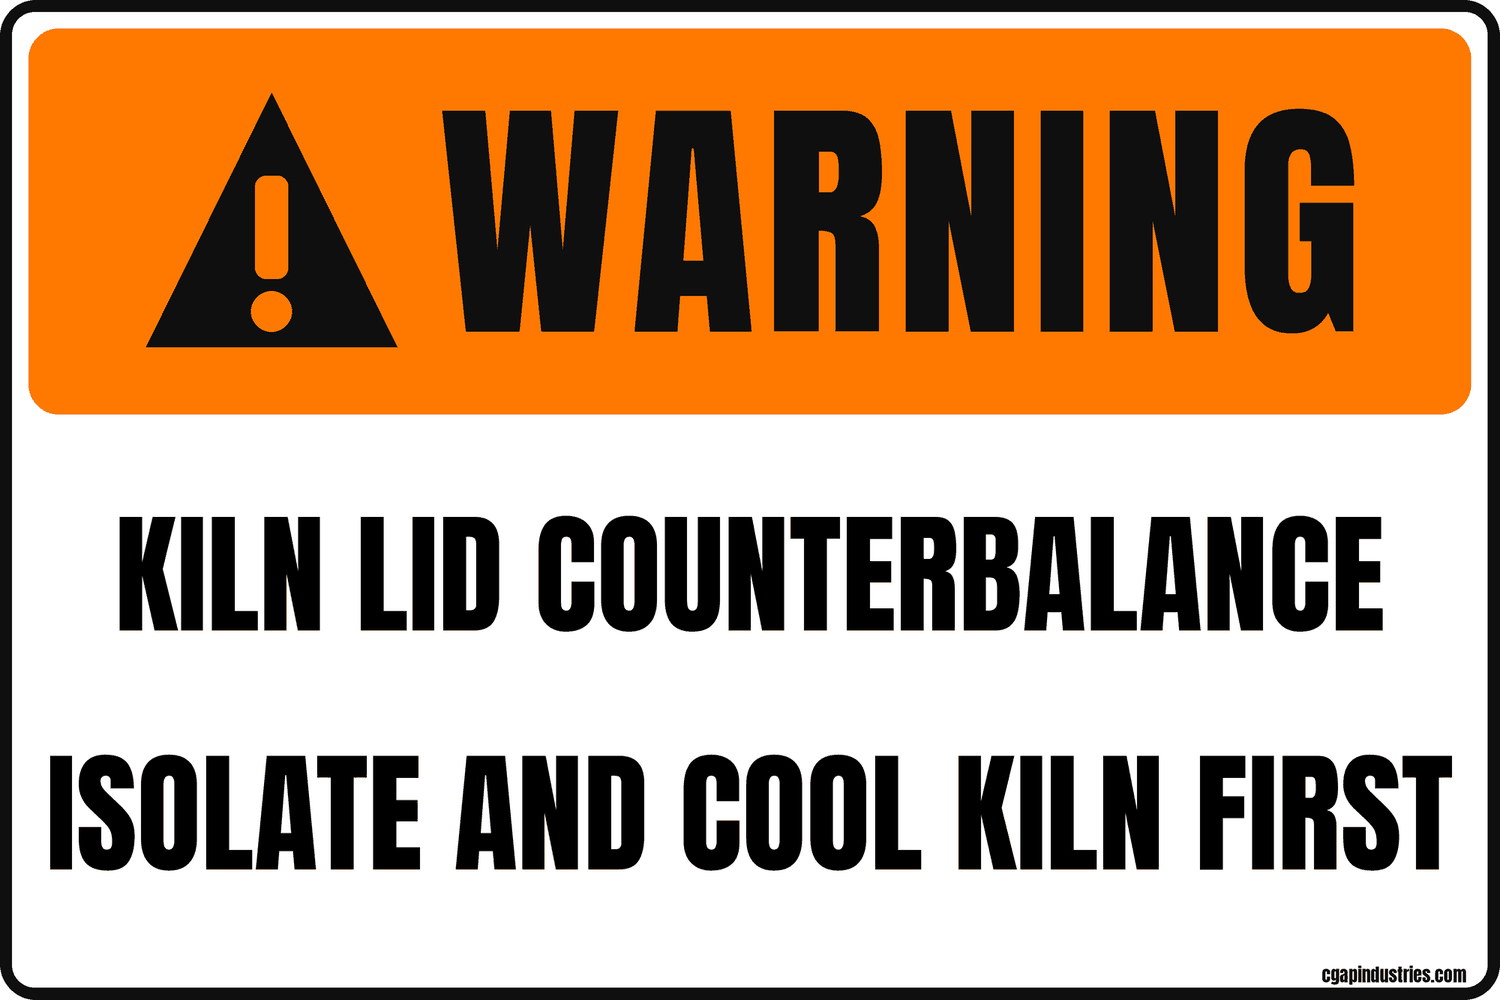 WARNING
KILN LID COUNTERBALANCE
ISOLATE AND COOL KILN FIRST
cgapindustries.com